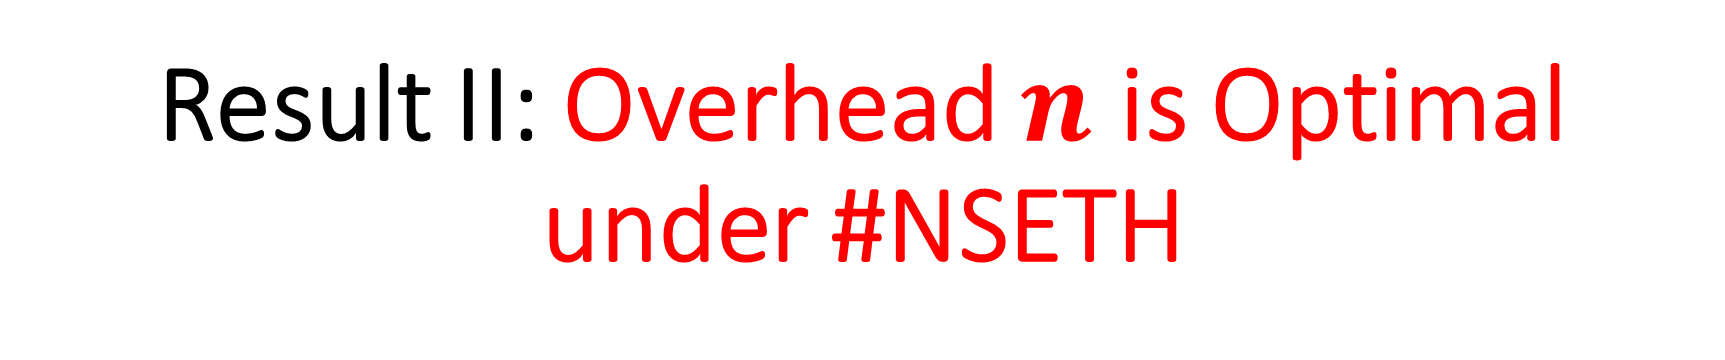 Result II: Overhead n is Optimal
under #NSETH